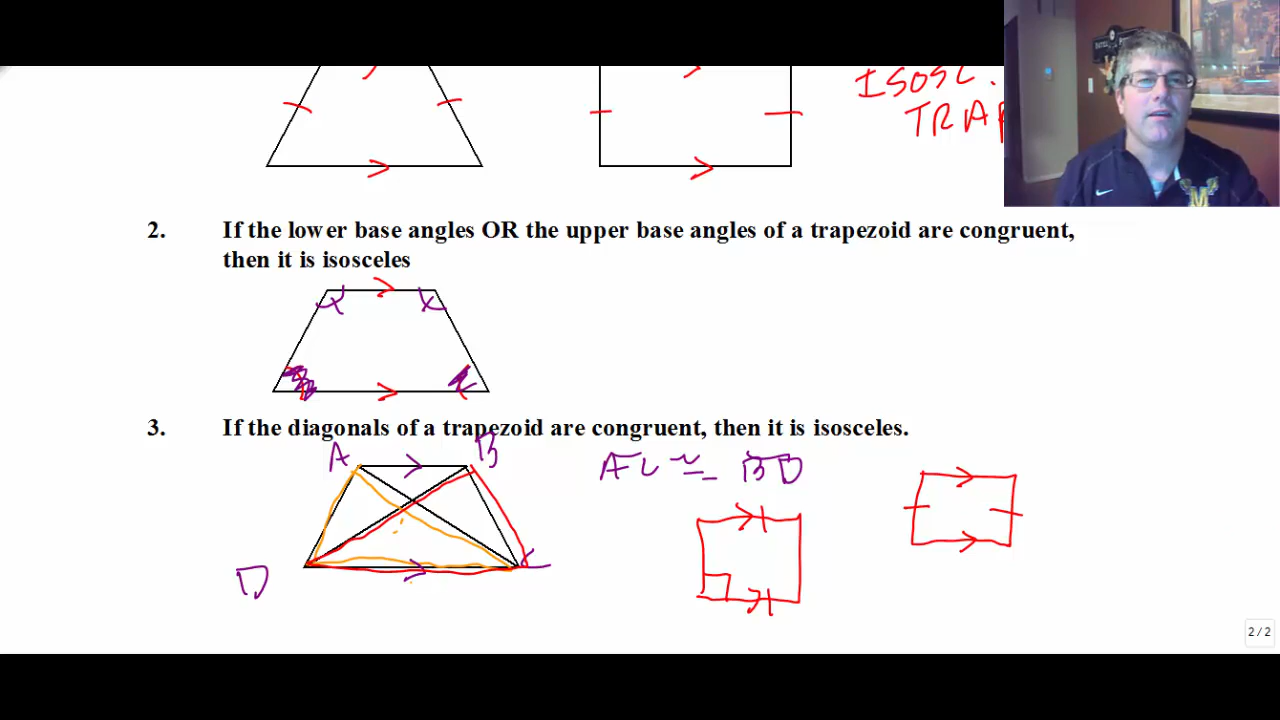 ISOSC.
TRAP
2. If the lower base angles OR the upper base angles of a trapezoid are congruent,
then it is isosceles
3. If the diagonals of a trapezoid are congruent, then it is isosceles.
A B
AC ≅ BD
D C
2 / 2